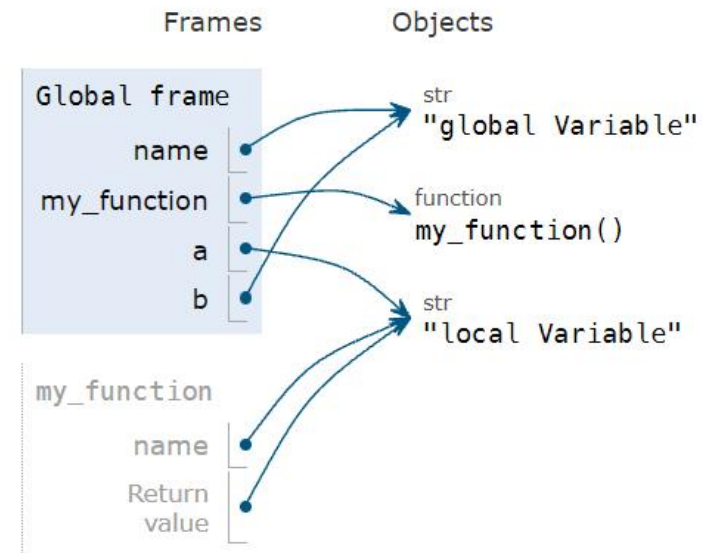 Frames Objects
Global frame
name
my_function
a
b
str
"global Variable"
function
my_function()
str
"local Variable"
my_function
name
Return
value